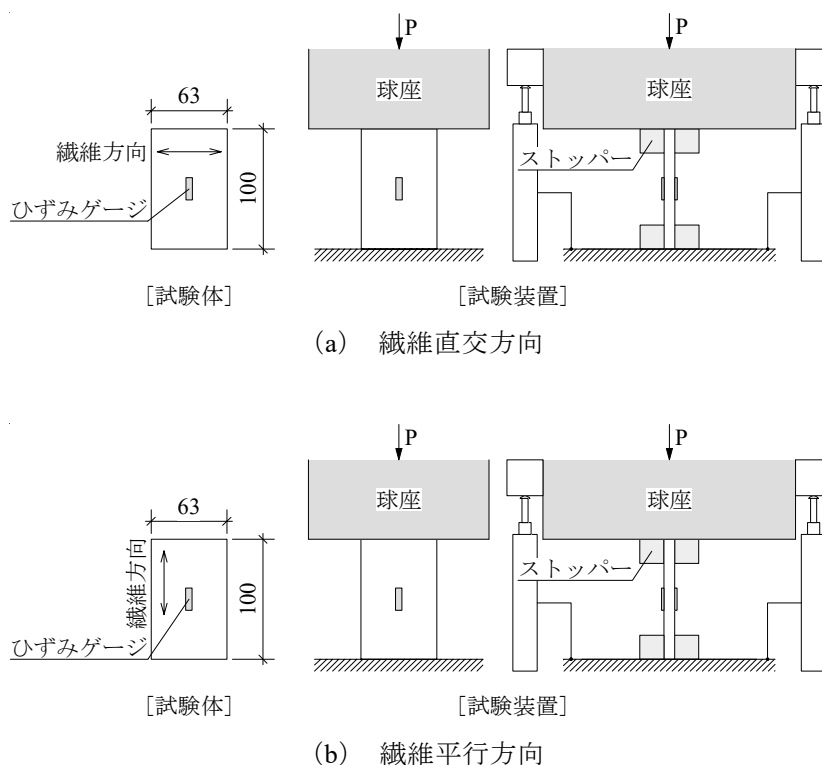 P
P
63
球座
球座
繊維方向
ストッパー
100
ひずみゲージ
[試験体]
[試験装置]
(a) 繊維直交方向
P
P
63
球座
球座
繊維方向
ストッパー
100
ひずみゲージ
[試験体]
[試験装置]
(b) 繊維平行方向